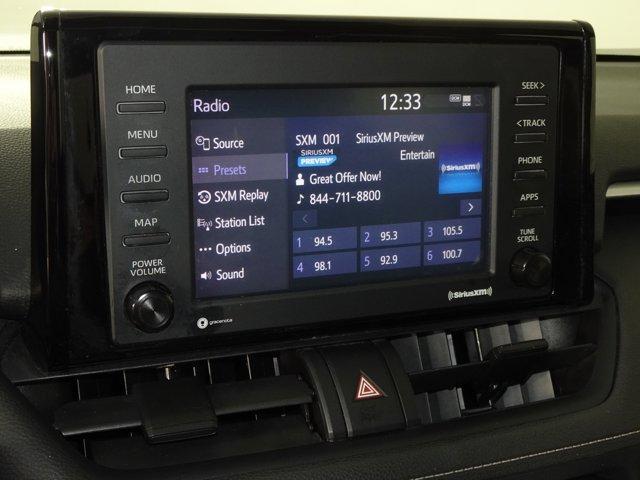 HOME
MENU
AUDIO
MAP
POWER
VOLUME
gracenote
Radio
12:33
Source
Presets
SXM Replay
Station List
Options
Sound
SXM 001 SiriusXM Preview
SIRIUSXM
PREVIEW
Entertain
((SiriusXM))
Great Offer Now!
844-711-8800
<
>
1 94.5
2 95.3
3 105.5
4 98.1
5 92.9
6 100.7
SEEK >
< TRACK
PHONE
APPS
TUNE
SCROLL
((SiriusXM))